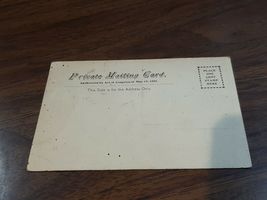 Private Mailing Card.
Authorized by Act of Congress of May 19, 1898.
This Side is for the Address Only.
PLACE
ONE
CENT
STAMP
HERE